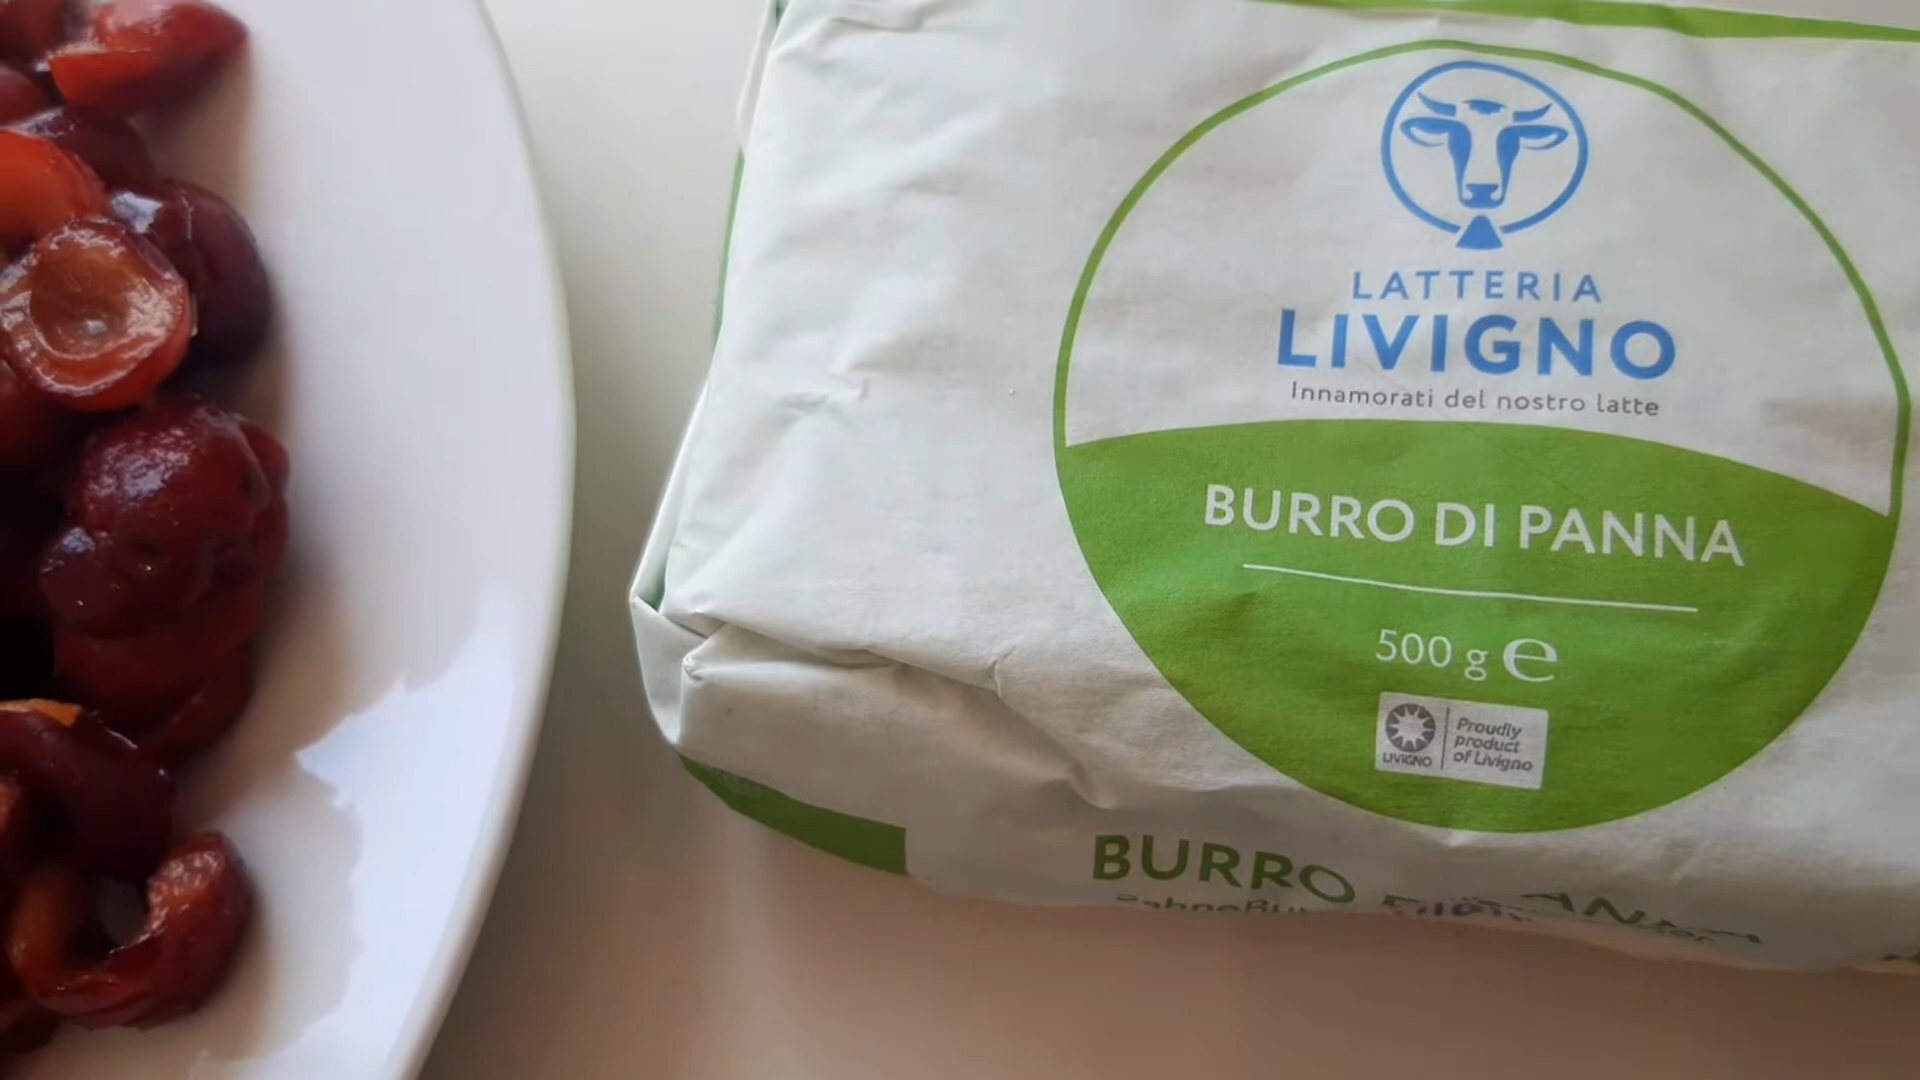 LATTERIA
LIVIGNO
Innamorati del nostro latte
BURRO DI PANNA
500 g e
LIVIGNO
Proudly
product
of Livigno
BURRO